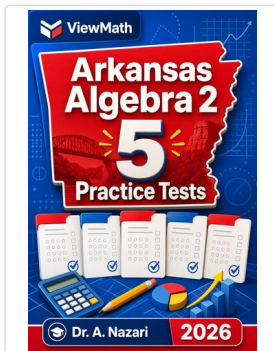 ViewMath
Arkansas
Algebra 2
5
Practice Tests
Dr. A. Nazari
2026